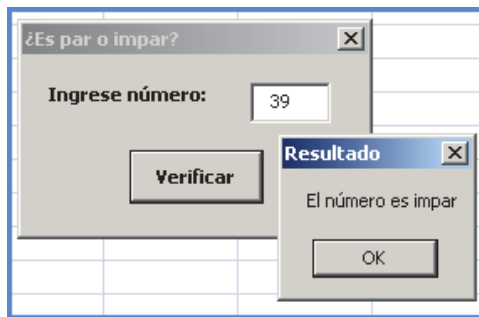 ¿Es par o impar?
Ingrese número: 39
Verificar
Resultado
El número es impar
OK